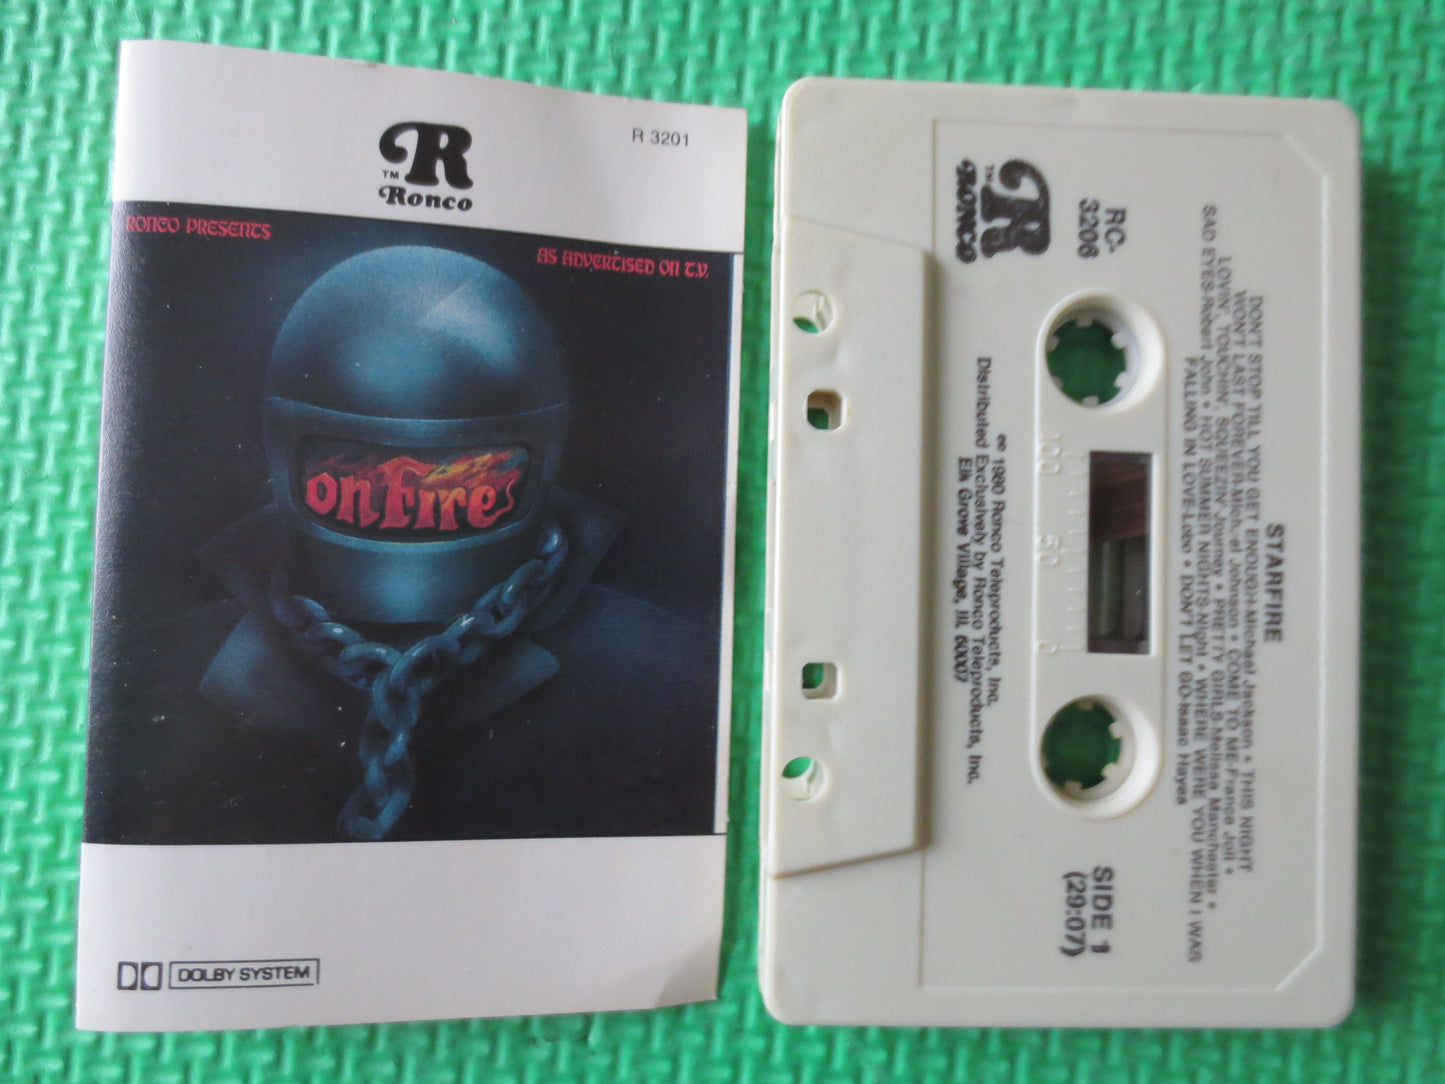 R
TM
Ronco
R 3201
RONCO PRESENTS
AS ADVERTISED ON T.V.
on Fire
DOLBY SYSTEM
R
TM
RONCO
RC-
3206
STARFIRE
DON'T STOP TILL YOU GET ENOUGH-Michael Jackson • THIS NIGHT
WON'T LAST FOREVER-Mich el Johnson • COME TO ME-France Joli •
LOVIN', TOUCHIN', SQUEEZIN'-Journey • PRETTY GIRLS-Melissa Manchester •
SAD EYES-Robert John • HOT SUMMER NIGHTS-Night • WHERE WERE YOU WHEN I WAS
FALLING IN LOVE-Lobo • DON'T LET GO-Isaac Hayes
100 50 0
SIDE 1
(29:07)
℗© 1980 Ronco Teleproducts, Inc.
Distributed Exclusively by Ronco Teleproducts, Inc.
Elk Grove Village, Ill. 60007